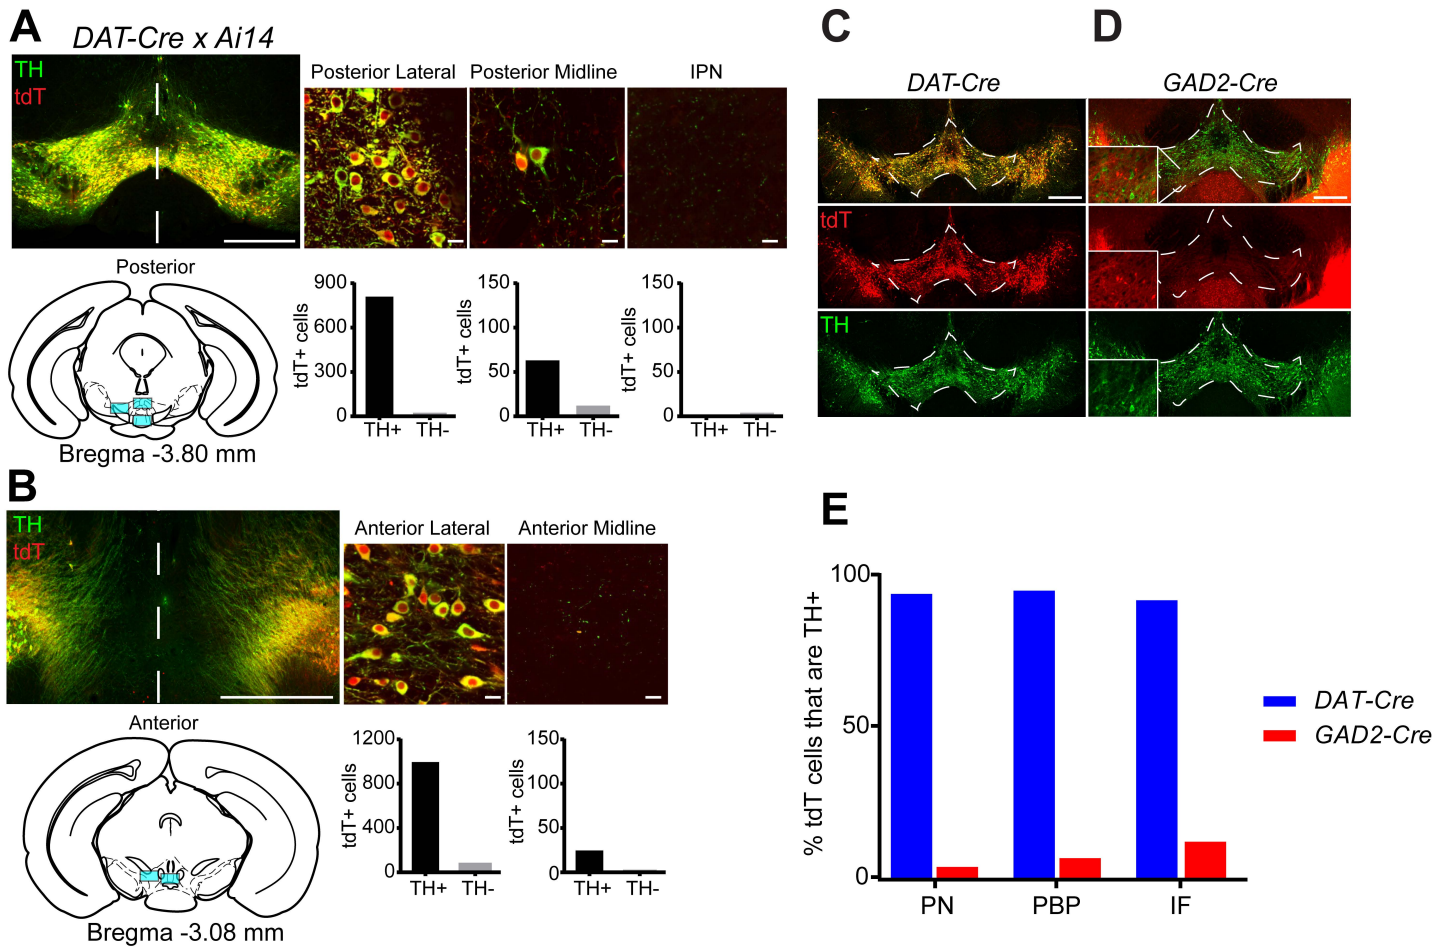 A
DAT-Cre x Ai14
TH
tdT
Posterior Lateral
Posterior Midline
IPN
Posterior
Bregma -3.80 mm
tdT+ cells
900
600
300
0
TH+ TH-
tdT+ cells
150
100
50
0
TH+ TH-
tdT+ cells
150
100
50
0
TH+ TH-
B
TH
tdT
Anterior Lateral
Anterior Midline
Anterior
Bregma -3.08 mm
tdT+ cells
1200
800
400
0
TH+ TH-
tdT+ cells
150
100
50
0
TH+ TH-
C
DAT-Cre
tdT
TH
D
GAD2-Cre
E
% tdT cells that are TH+
100
50
0
PN PBP IF
DAT-Cre
GAD2-Cre